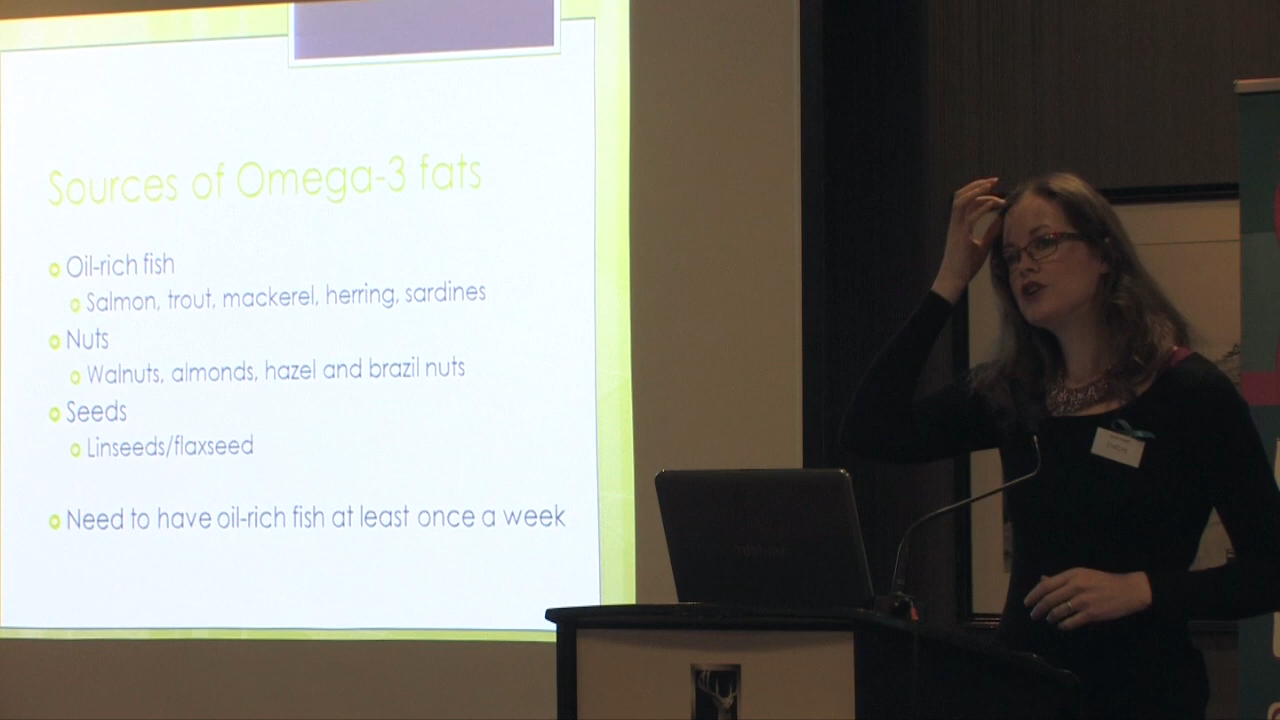 Sources of Omega-3 fats
Oil-rich fish
Salmon, trout, mackerel, herring, sardines
Nuts
Walnuts, almonds, hazel and brazil nuts
Seeds
Linseeds/flaxseed
Need to have oil-rich fish at least once a week
TOSHIBA